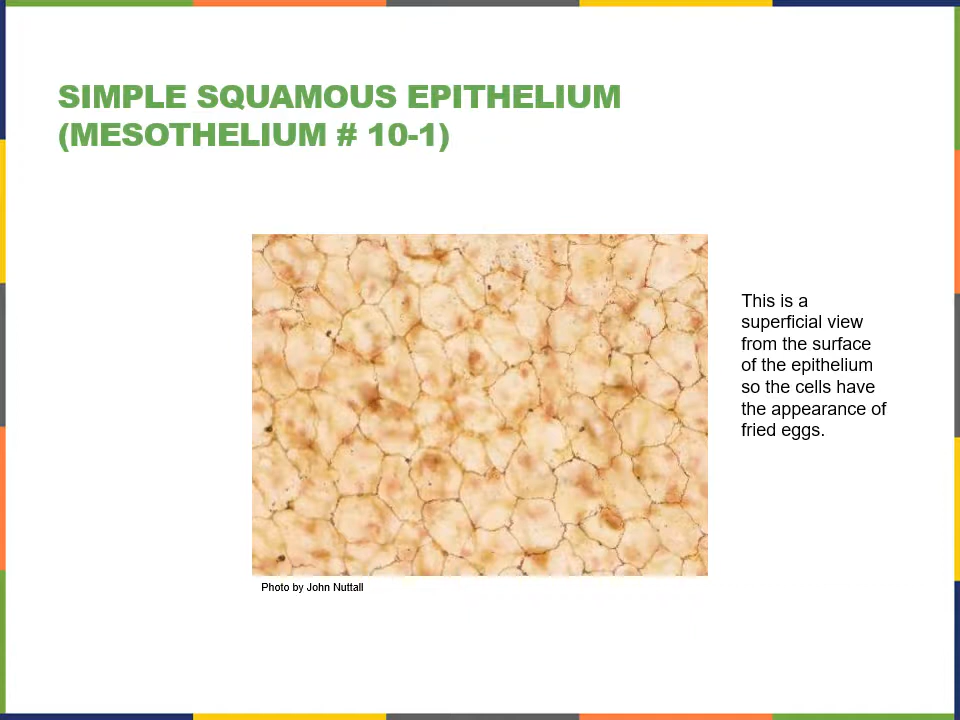 SIMPLE SQUAMOUS EPITHELIUM
(MESOTHELIUM # 10-1)
This is a
superficial view
from the surface
of the epithelium
so the cells have
the appearance of
fried eggs.
Photo by John Nuttall